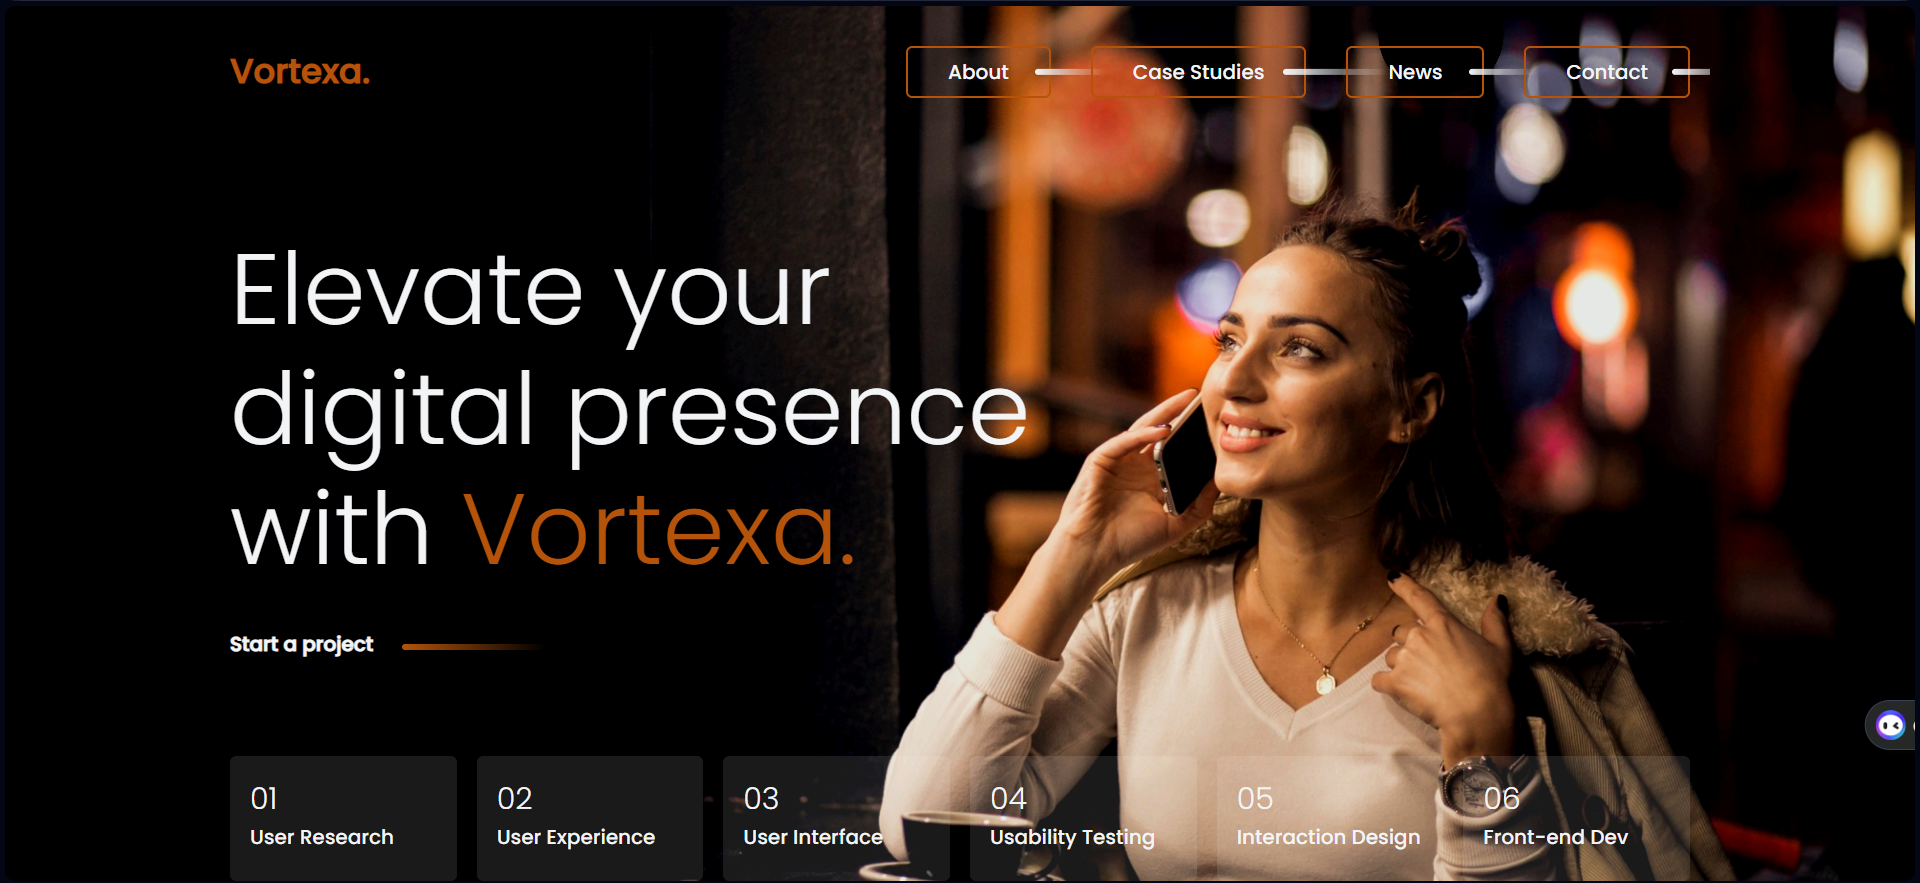 Vortexa.
About
Case Studies
News
Contact
Elevate your
digital presence
with Vortexa.
Start a project
01
User Research
02
User Experience
03
User Interface
04
Usability Testing
05
Interaction Design
06
Front-end Dev